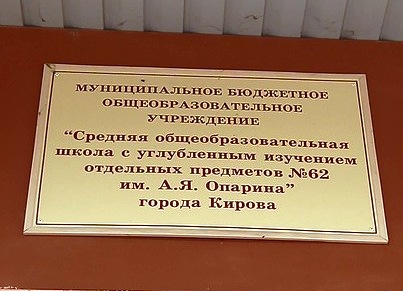 МУНИЦИПАЛЬНОЕ БЮДЖЕТНОЕ
ОБЩЕОБРАЗОВАТЕЛЬНОЕ
УЧРЕЖДЕНИЕ
“Средняя общеобразовательная
школа с углубленным изучением
отдельных предметов №62
им. А.Я. Опарина”
города Кирова